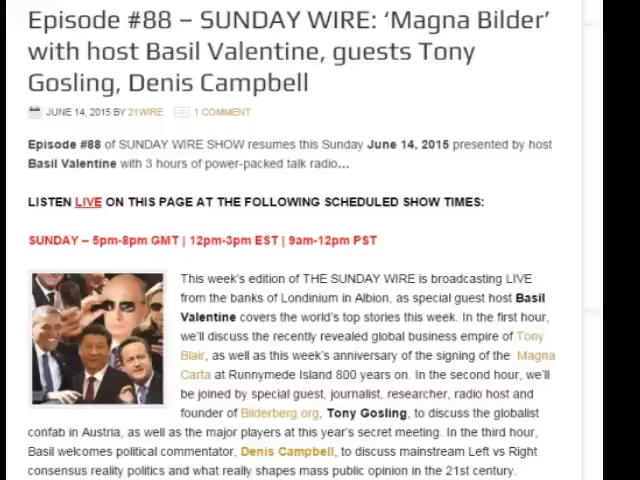 Episode #88 – SUNDAY WIRE: ‘Magna Bilder’
with host Basil Valentine, guests Tony
Gosling, Denis Campbell
JUNE 14, 2015 BY 21WIRE 1 COMMENT
Episode #88 of SUNDAY WIRE SHOW resumes this Sunday June 14, 2015 presented by host
Basil Valentine with 3 hours of power-packed talk radio…
LISTEN LIVE ON THIS PAGE AT THE FOLLOWING SCHEDULED SHOW TIMES:
SUNDAY – 5pm-8pm GMT | 12pm-3pm EST | 9am-12pm PST
This week’s edition of THE SUNDAY WIRE is broadcasting LIVE
from the banks of Londinium in Albion, as special guest host Basil
Valentine covers the world’s top stories this week. In the first hour,
we’ll discuss the recently revealed global business empire of Tony
Blair, as well as this week’s anniversary of the signing of the Magna
Carta at Runnymede Island 800 years on. In the second hour, we’ll
be joined by special guest, journalist, researcher, radio host and
founder of Bilderberg org, Tony Gosling, to discuss the globalist
confab in Austria, as well as the major players at this year’s secret meeting. In the third hour,
Basil welcomes political commentator, Denis Campbell, to discuss mainstream Left vs Right
consensus reality politics and what really shapes mass public opinion in the 21st century.